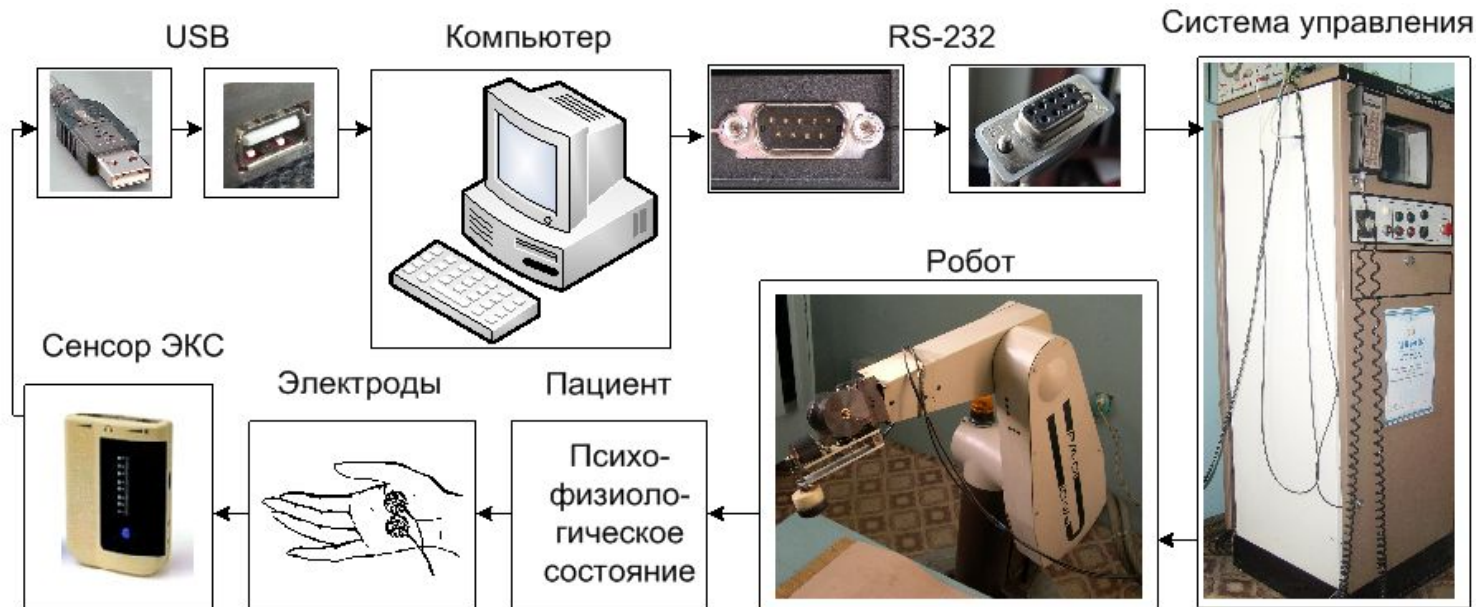 USB
Компьютер
RS-232
Система управления
Робот
Сенсор ЭКС
Электроды
Пациент
Психо-
физиоло-
гическое
состояние